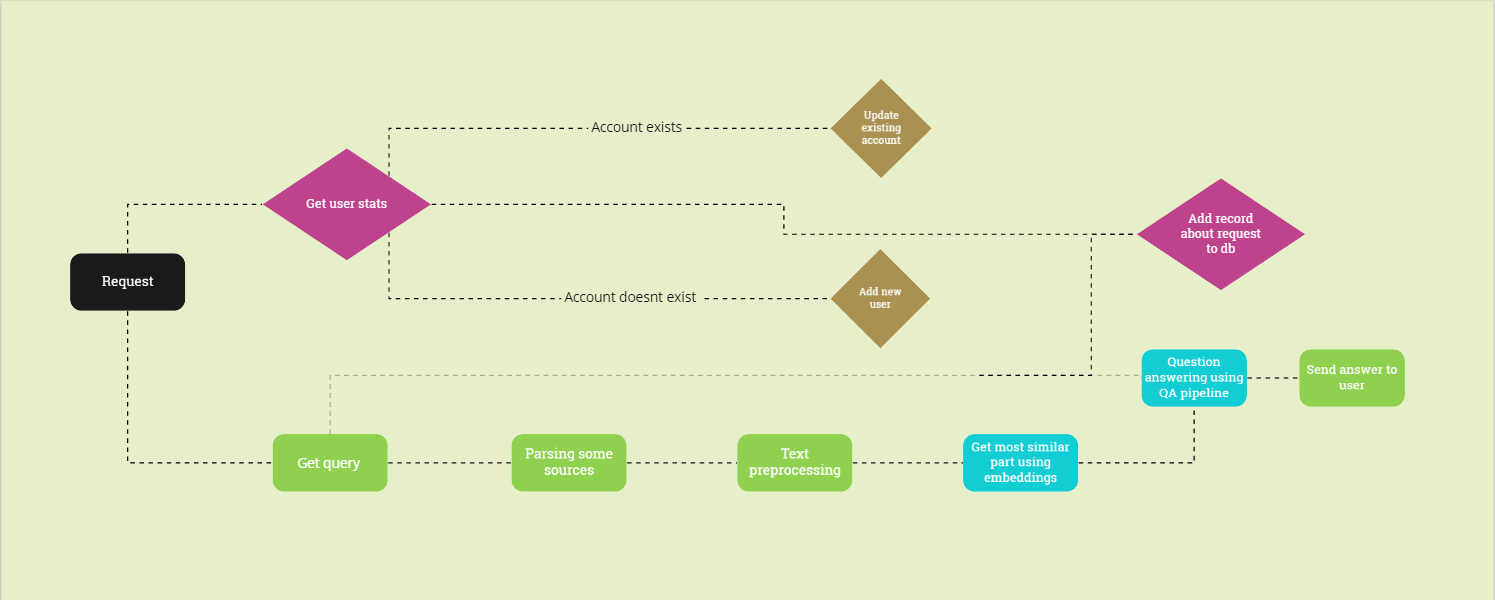 Account exists
Update
existing
account
Get user stats
Add record
about request
to db
Request
Account doesnt exist
Add new
user
Question
answering using
QA pipeline
Send answer to
user
Get query
Parsing some
sources
Text
preprocessing
Get most similar
part using
embeddings